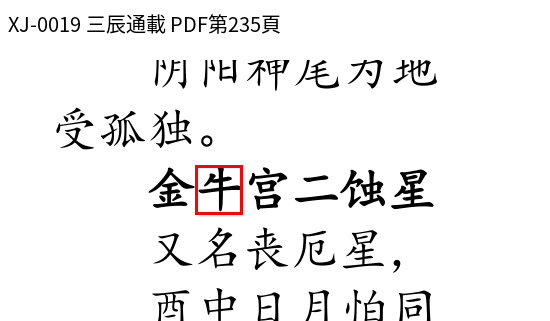 XJ-0019 三辰通載 PDF第235頁
阴阳神尾为地
受孤独。
金牛宫二蚀星
又名丧厄星，
酉中日月怕同